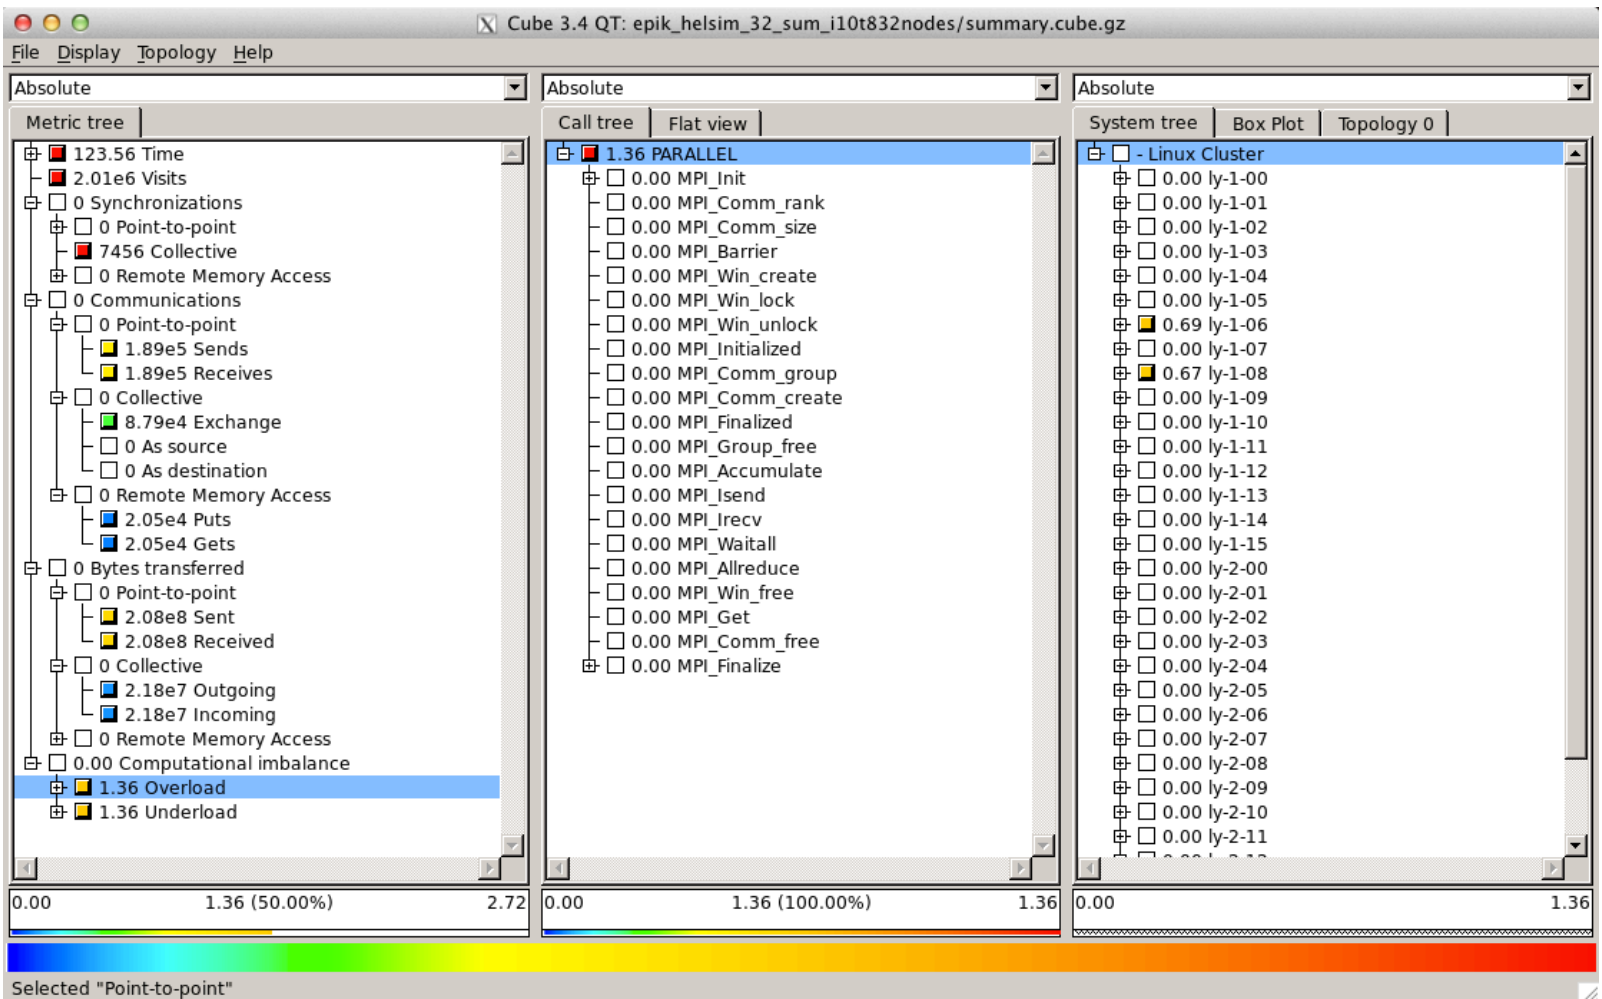 Cube 3.4 QT: epik_helsim_32_sum_i10t832nodes/summary.cube.gz
File Display Topology Help
Absolute
Metric tree
123.56 Time
2.01e6 Visits
0 Synchronizations
0 Point-to-point
7456 Collective
0 Remote Memory Access
0 Communications
0 Point-to-point
1.89e5 Sends
1.89e5 Receives
0 Collective
8.79e4 Exchange
0 As source
0 As destination
0 Remote Memory Access
2.05e4 Puts
2.05e4 Gets
0 Bytes transferred
0 Point-to-point
2.08e8 Sent
2.08e8 Received
0 Collective
2.18e7 Outgoing
2.18e7 Incoming
0 Remote Memory Access
0.00 Computational imbalance
1.36 Overload
1.36 Underload
0.00 1.36 (50.00%) 2.72
Absolute
Call tree Flat view
1.36 PARALLEL
0.00 MPI_Init
0.00 MPI_Comm_rank
0.00 MPI_Comm_size
0.00 MPI_Barrier
0.00 MPI_Win_create
0.00 MPI_Win_lock
0.00 MPI_Win_unlock
0.00 MPI_Initialized
0.00 MPI_Comm_group
0.00 MPI_Comm_create
0.00 MPI_Finalized
0.00 MPI_Group_free
0.00 MPI_Accumulate
0.00 MPI_Isend
0.00 MPI_Irecv
0.00 MPI_Waitall
0.00 MPI_Allreduce
0.00 MPI_Win_free
0.00 MPI_Get
0.00 MPI_Comm_free
0.00 MPI_Finalize
0.00 1.36 (100.00%) 1.36
Absolute
System tree Box Plot Topology 0
- Linux Cluster
0.00 ly-1-00
0.00 ly-1-01
0.00 ly-1-02
0.00 ly-1-03
0.00 ly-1-04
0.00 ly-1-05
0.69 ly-1-06
0.00 ly-1-07
0.67 ly-1-08
0.00 ly-1-09
0.00 ly-1-10
0.00 ly-1-11
0.00 ly-1-12
0.00 ly-1-13
0.00 ly-1-14
0.00 ly-1-15
0.00 ly-2-00
0.00 ly-2-01
0.00 ly-2-02
0.00 ly-2-03
0.00 ly-2-04
0.00 ly-2-05
0.00 ly-2-06
0.00 ly-2-07
0.00 ly-2-08
0.00 ly-2-09
0.00 ly-2-10
0.00 ly-2-11
0.00 1.36
Selected "Point-to-point"